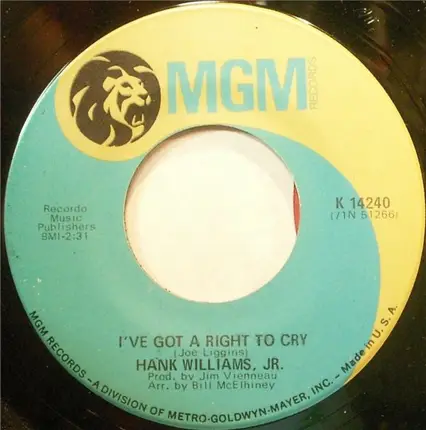 MGM
RECORDS
K 14240
(71N 51266)
Recordo
Music
Publishers
BMI-2:31
I'VE GOT A RIGHT TO CRY
(Joe Liggins)
HANK WILLIAMS, JR.
Prod. by Jim Vienneau
Arr. by Bill McElhiney
MGM RECORDS - A DIVISION OF METRO-GOLDWYN-MAYER, INC. - Made in U.S.A.